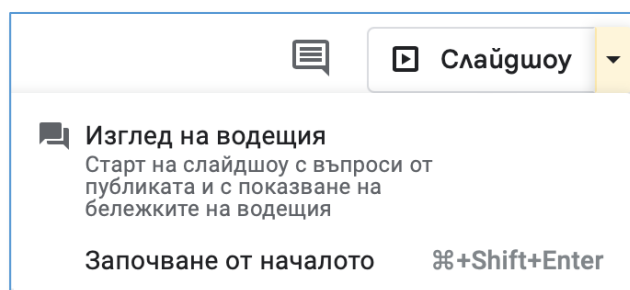 Слайдшоу
Изглед на водещия
Старт на слайдшоу с въпроси от
публиката и с показване на
бележките на водещия
Започване от началото ⌘+Shift+Enter